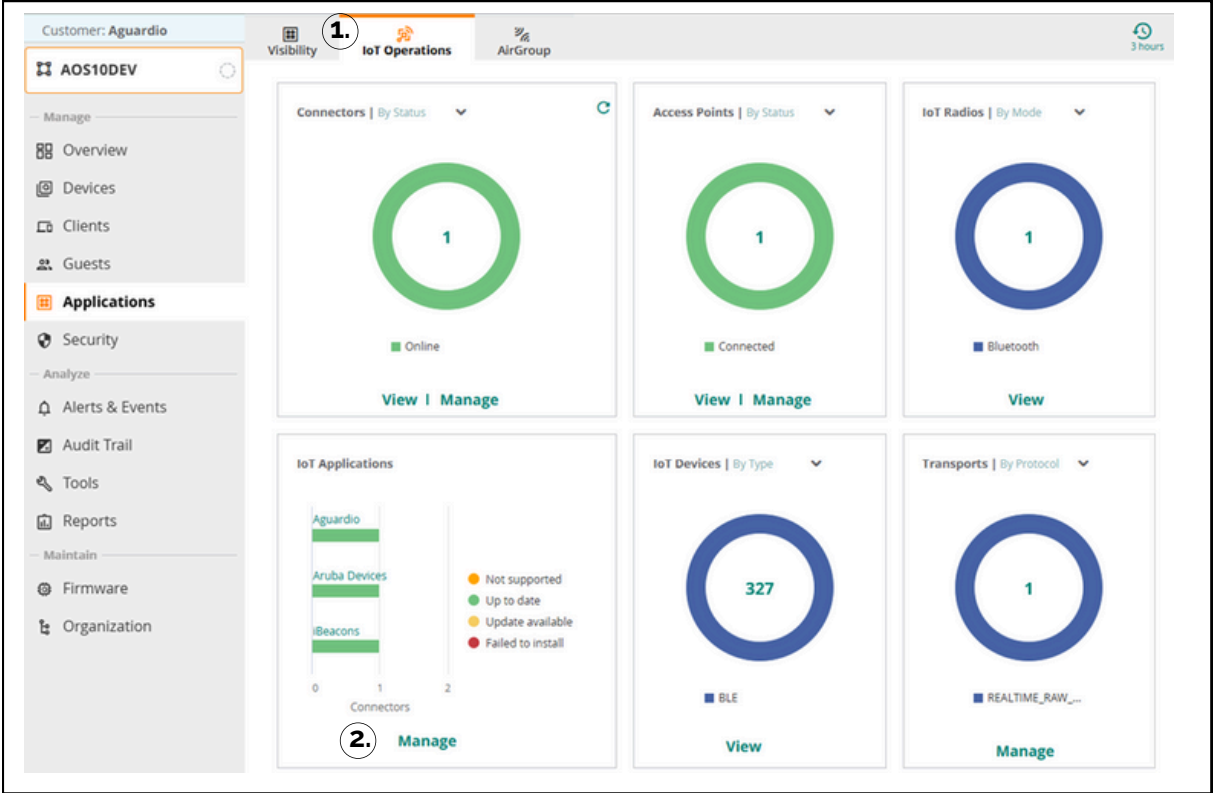 Customer: Aguardio
AOS10DEV
Manage
Overview
Devices
Clients
Guests
Applications
Security
Analyze
Alerts & Events
Audit Trail
Tools
Reports
Maintain
Firmware
Organization
Visibility
1.
IoT Operations
AirGroup
3 hours
Connectors | By Status
1
Online
View | Manage
Access Points | By Status
1
Connected
View | Manage
IoT Radios | By Mode
1
Bluetooth
View
IoT Applications
Aguardio
Aruba Devices
iBeacons
0 1 2
Connectors
Not supported
Up to date
Update available
Failed to install
2.
Manage
IoT Devices | By Type
327
BLE
View
Transports | By Protocol
1
REALTIME_RAW_...
Manage